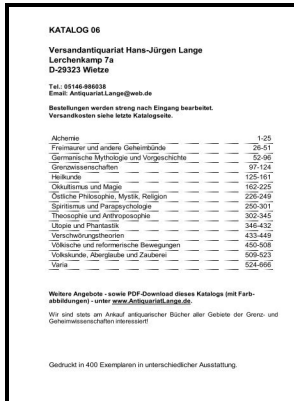 KATALOG 06
Versandantiquariat Hans-Jürgen Lange
Lerchenkamp 7a
D-29323 Wietze
Tel.: 05146-986038
Email: Antiquariat.Lange@web.de
Bestellungen werden streng nach Eingang bearbeitet.
Versandkosten siehe letzte Katalogseite.
Alchemie 1-25
Freimaurer und andere Geheimbünde 26-51
Germanische Mythologie und Vorgeschichte 52-96
Grenzwissenschaften 97-124
Heilkunde 125-161
Okkultismus und Magie 162-225
Östliche Philosophie, Mystik, Religion 226-249
Spiritismus und Parapsychologie 250-301
Theosophie und Anthroposophie 302-345
Utopie und Phantastik 346-432
Verschwörungstheorien 433-449
Völkische und reformerische Bewegungen 450-508
Volkskunde, Aberglaube und Zauberei 509-523
Varia 524-666
Weitere Angebote - sowie PDF-Download dieses Katalogs (mit Farb-
abbildungen) - unter www.AntiquariatLange.de.
Wir sind stets am Ankauf antiquarischer Bücher aller Gebiete der Grenz- und
Geheimwissenschaften interessiert!
Gedruckt in 400 Exemplaren in unterschiedlicher Ausstattung.